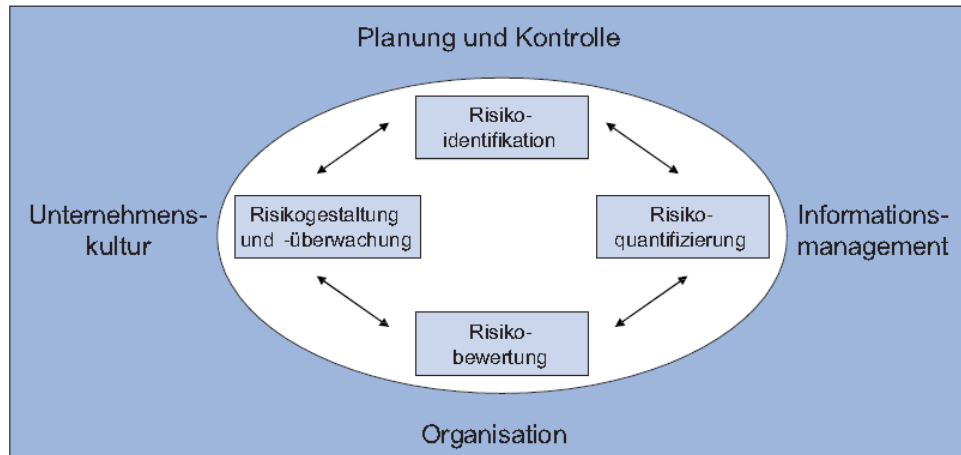 Planung und Kontrolle
Risiko-
identifikation
Unternehmens-
kultur
Risikogestaltung
und -überwachung
Risiko-
quantifizierung
Informations-
management
Risiko-
bewertung
Organisation